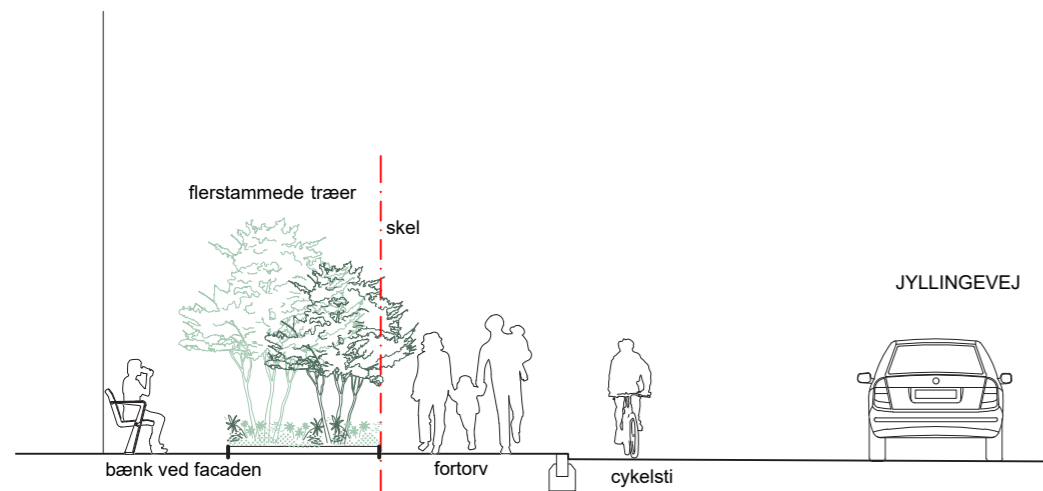 flerstammede træer
skel
JYLLINGEVEJ
bænk ved facaden
fortorv
cykelsti